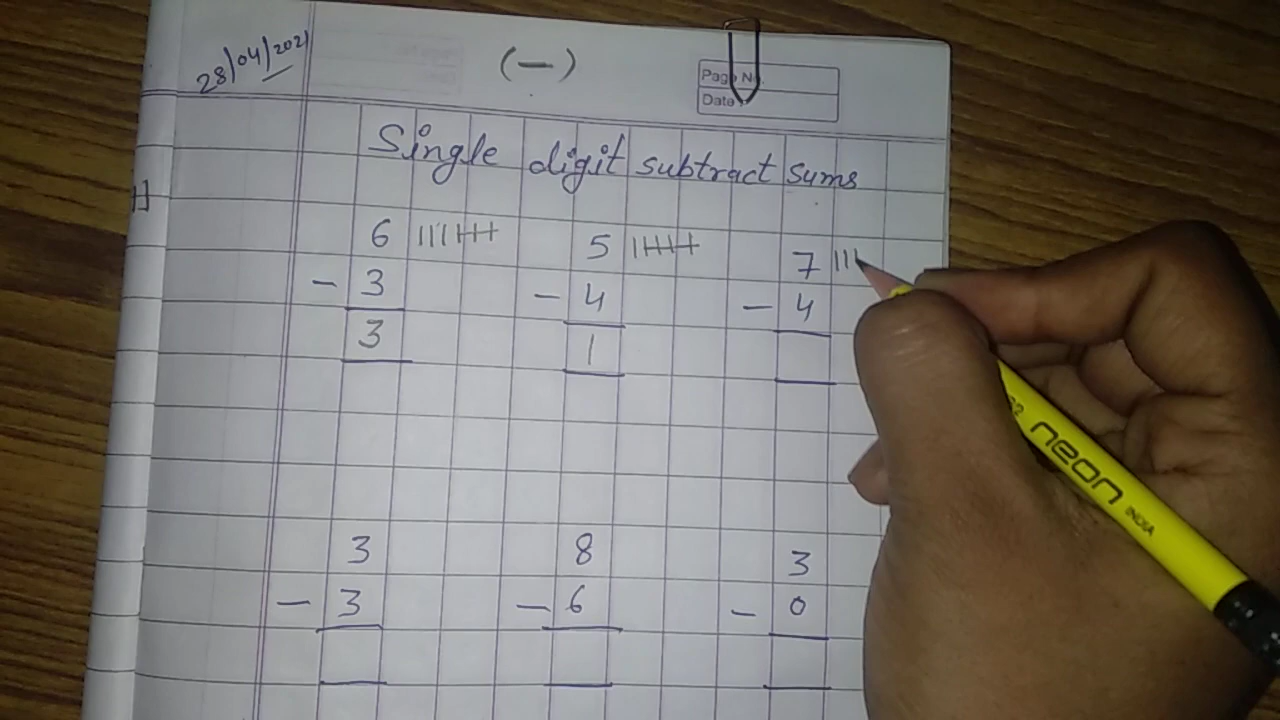 28/04/2021
(—)
Page No.
Date
Single digit subtract sums
6 5 7
- 3 - 4 - 4
3 1
3 8 3
- 3 - 6 - 0
neon INDIA